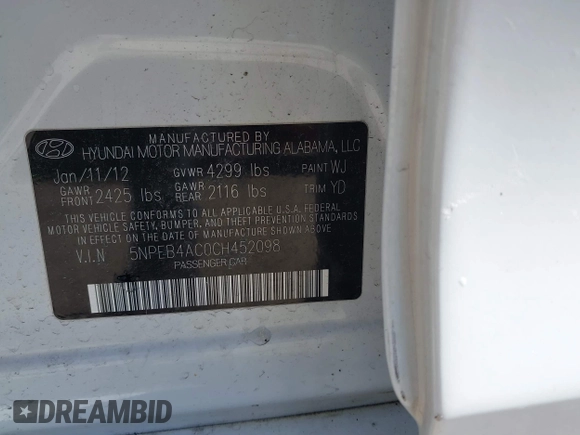 MANUFACTURED BY
HYUNDAI MOTOR MANUFACTURING ALABAMA, LLC
Jan/11/12 GVWR 4299 lbs PAINT WJ
GAWR FRONT 2425 lbs GAWR REAR 2116 lbs TRIM YD
THIS VEHICLE CONFORMS TO ALL APPLICABLE U.S.A. FEDERAL
MOTOR VEHICLE SAFETY, BUMPER, AND THEFT PREVENTION STANDARDS
IN EFFECT ON THE DATE OF MANUFACTURE SHOWN ABOVE.
V.I.N 5NPEB4AC0CH452098
PASSENGER CAR
DREAMBID